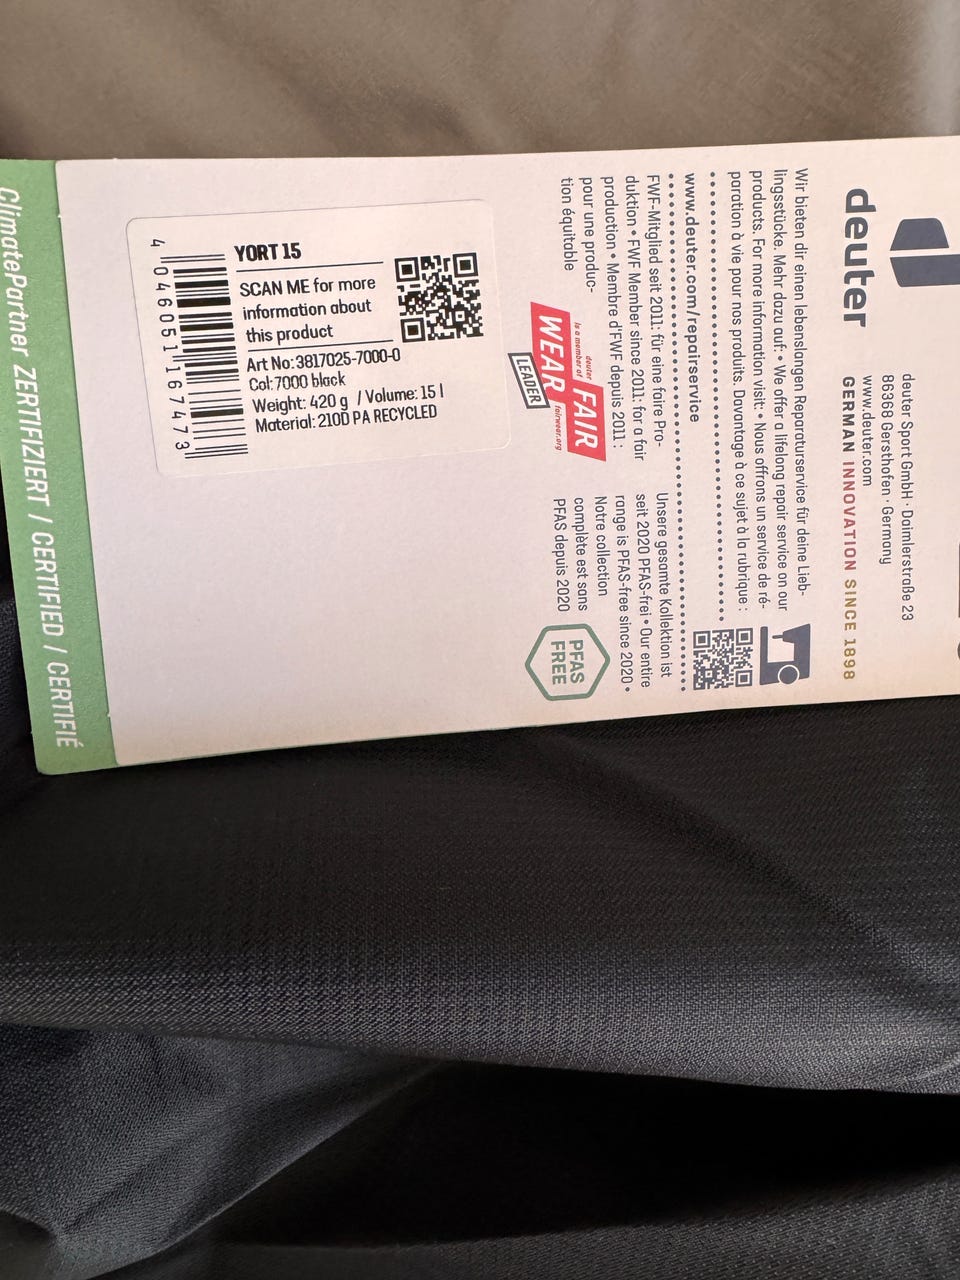 deuter
deuter Sport GmbH · Daimlerstraße 23
86368 Gersthofen · Germany
www.deuter.com
GERMAN INNOVATION SINCE 1898
Wir bieten dir einen lebenslangen Reparaturservice für deine Lieb-
lingsstücke. Mehr dazu auf: • We offer a lifelong repair service on our
products. For more information visit: • Nous offrons un service de ré-
paration à vie pour nos produits. Davantage à ce sujet à la rubrique :
www.deuter.com/repairservice
FWF-Mitglied seit 2011: für eine faire Pro-
duktion • FWF Member since 2011: for a fair
production • Membre d'FWF depuis 2011 :
pour une produc-
tion équitable
deuter
is a member of
FAIR
WEAR
fairwear.org
LEADER
Unsere gesamte Kollektion ist
seit 2020 PFAS-frei • Our entire
range is PFAS-free since 2020 •
Notre collection
complète est sans
PFAS depuis 2020
PFAS
FREE
YORT 15
SCAN ME for more
information about
this product
Art No: 3817025-7000-0
Col: 7000 black
Weight: 420 g / Volume: 15 l
Material: 210D PA RECYCLED
4 046051 167473
ClimatePartner ZERTIFIZIERT / CERTIFIED / CERTIFIÉ